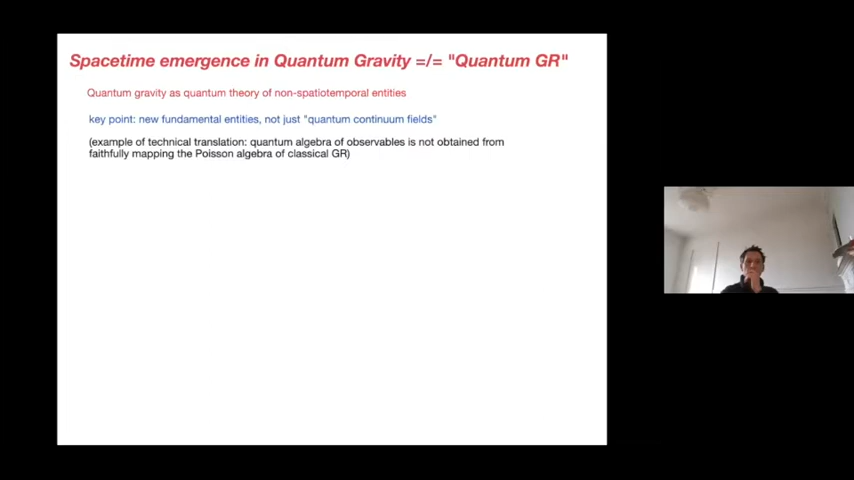 Spacetime emergence in Quantum Gravity =/= "Quantum GR"
Quantum gravity as quantum theory of non-spatiotemporal entities
key point: new fundamental entities, not just "quantum continuum fields"
(example of technical translation: quantum algebra of observables is not obtained from
faithfully mapping the Poisson algebra of classical GR)